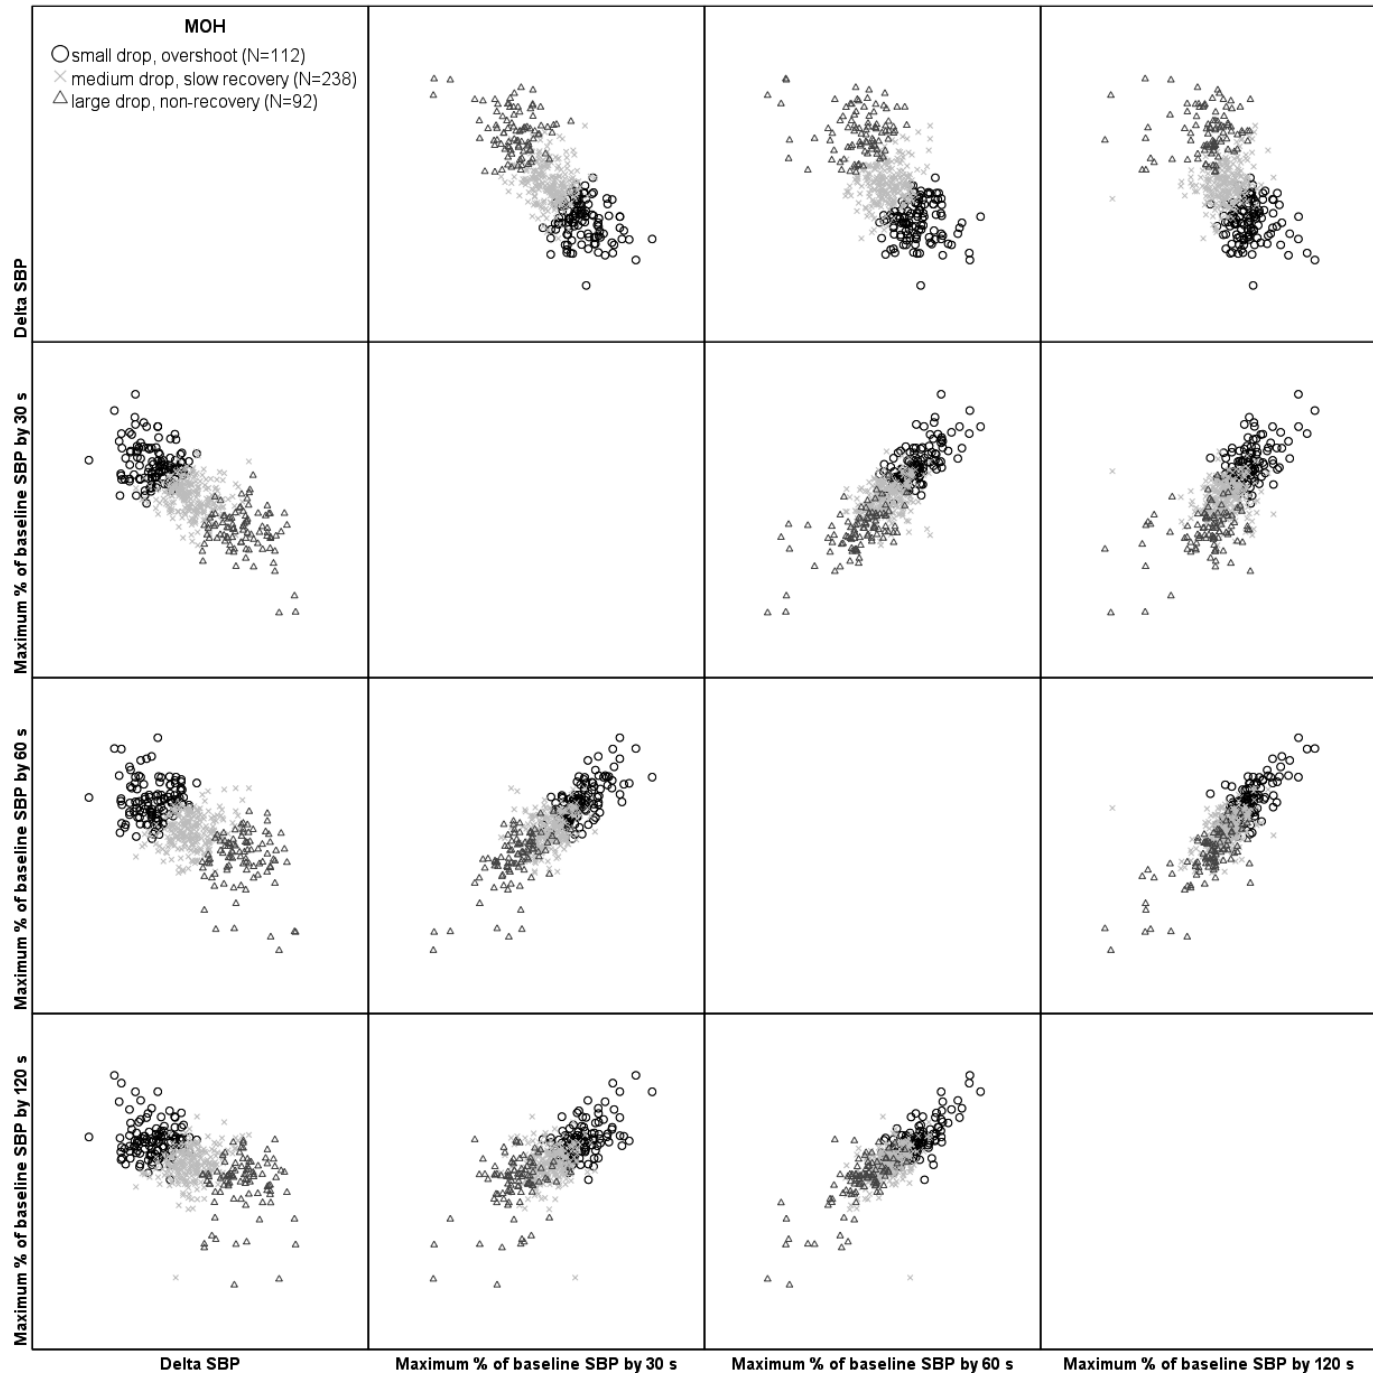 MOH
small drop, overshoot (N=112)
medium drop, slow recovery (N=238)
large drop, non-recovery (N=92)
Delta SBP
Maximum % of baseline SBP by 30 s
Maximum % of baseline SBP by 60 s
Maximum % of baseline SBP by 120 s
Delta SBP
Maximum % of baseline SBP by 30 s
Maximum % of baseline SBP by 60 s
Maximum % of baseline SBP by 120 s